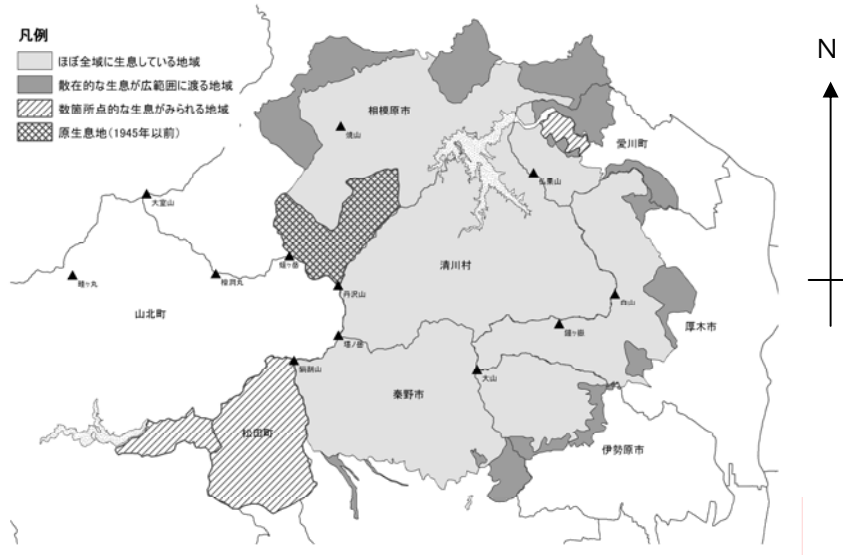 凡例
ほぼ全域に生息している地域
散在的な生息が広範囲に渡る地域
数箇所点的な生息がみられる地域
原生息地(1945年以前)
N
相模原市
焼山
愛川町
仏果山
大室山
蛭ヶ岳
清川村
畦ヶ丸
檜洞丸
丹沢山
白山
山北町
鐘ヶ嶽
厚木市
塔ノ岳
鍋割山
大山
秦野市
松田町
伊勢原市